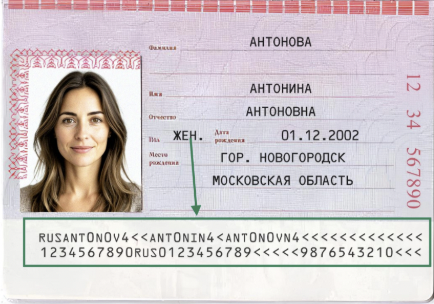 Фамилия АНТОНОВА
Имя АНТОНИНА
Отчество АНТОНОВНА
Пол ЖЕН. Дата рождения 01.12.2002
Место рождения ГОР. НОВОГОРОДСК
МОСКОВСКАЯ ОБЛАСТЬ
12 34 567890
RUSANTONOV4<<ANTONIN4<ANTONOVN4<<<<<<<<<<<<<
1234567890RUS0123456789<<<<<9876543210<<<